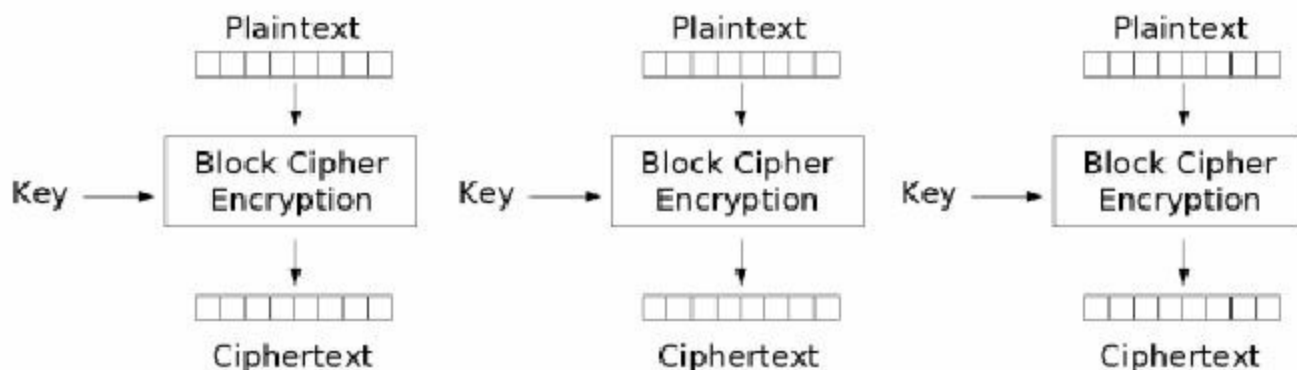 Plaintext Plaintext Plaintext
Key Block Cipher Encryption Key Block Cipher Encryption Key Block Cipher Encryption
Ciphertext Ciphertext Ciphertext